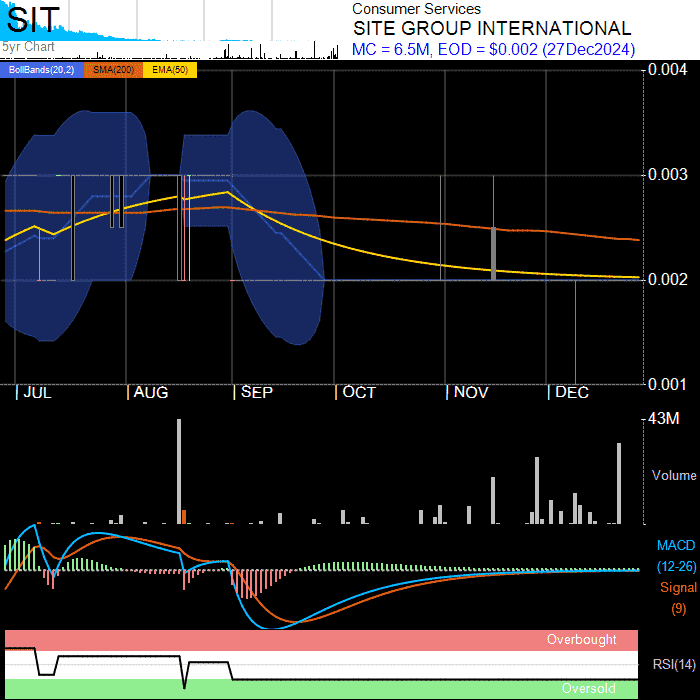 SIT
5yr Chart
Consumer Services
SITE GROUP INTERNATIONAL
MC = 6.5M, EOD = $0.002 (27Dec2024)
BollBands(20,2) SMA(200) EMA(50)
0.004
0.003
0.002
0.001
JUL AUG SEP OCT NOV DEC
43M
Volume
MACD
(12-26)
Signal
(9)
Overbought
RSI(14)
Oversold